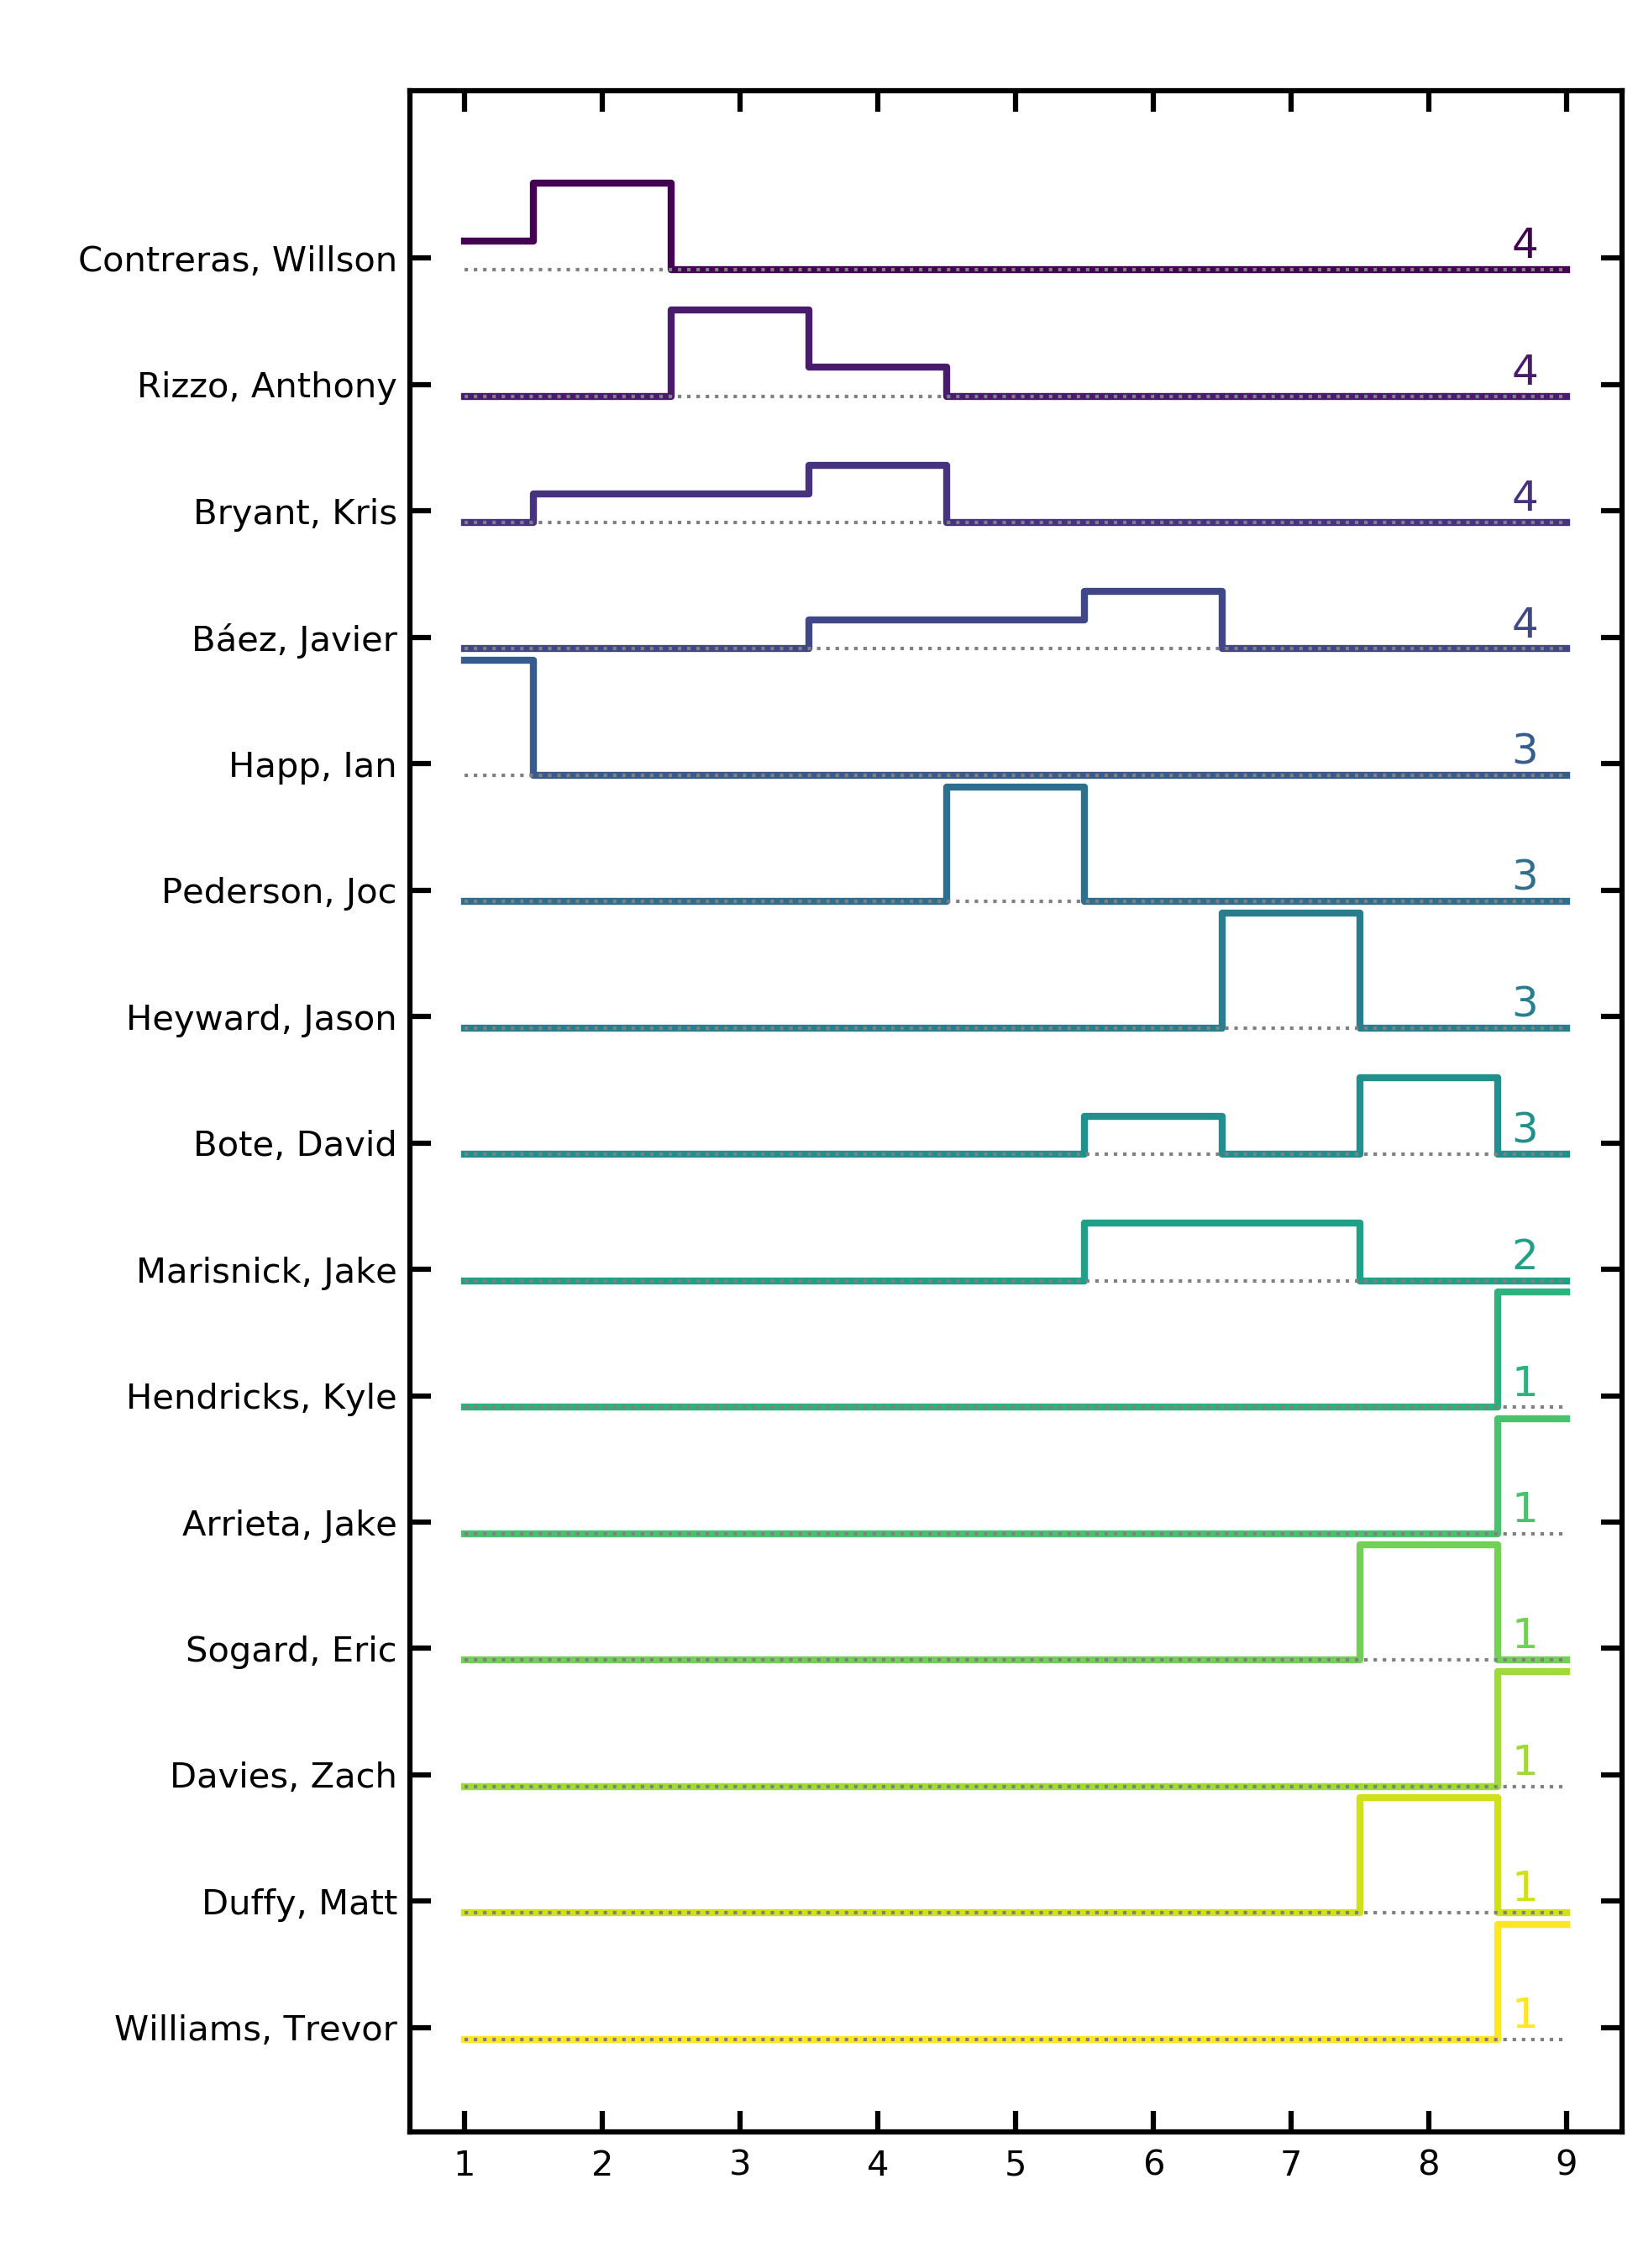 Contreras, Willson 4
Rizzo, Anthony 4
Bryant, Kris 4
Báez, Javier 4
Happ, Ian 3
Pederson, Joc 3
Heyward, Jason 3
Bote, David 3
Marisnick, Jake 2
Hendricks, Kyle 1
Arrieta, Jake 1
Sogard, Eric 1
Davies, Zach 1
Duffy, Matt 1
Williams, Trevor 1
1 2 3 4 5 6 7 8 9